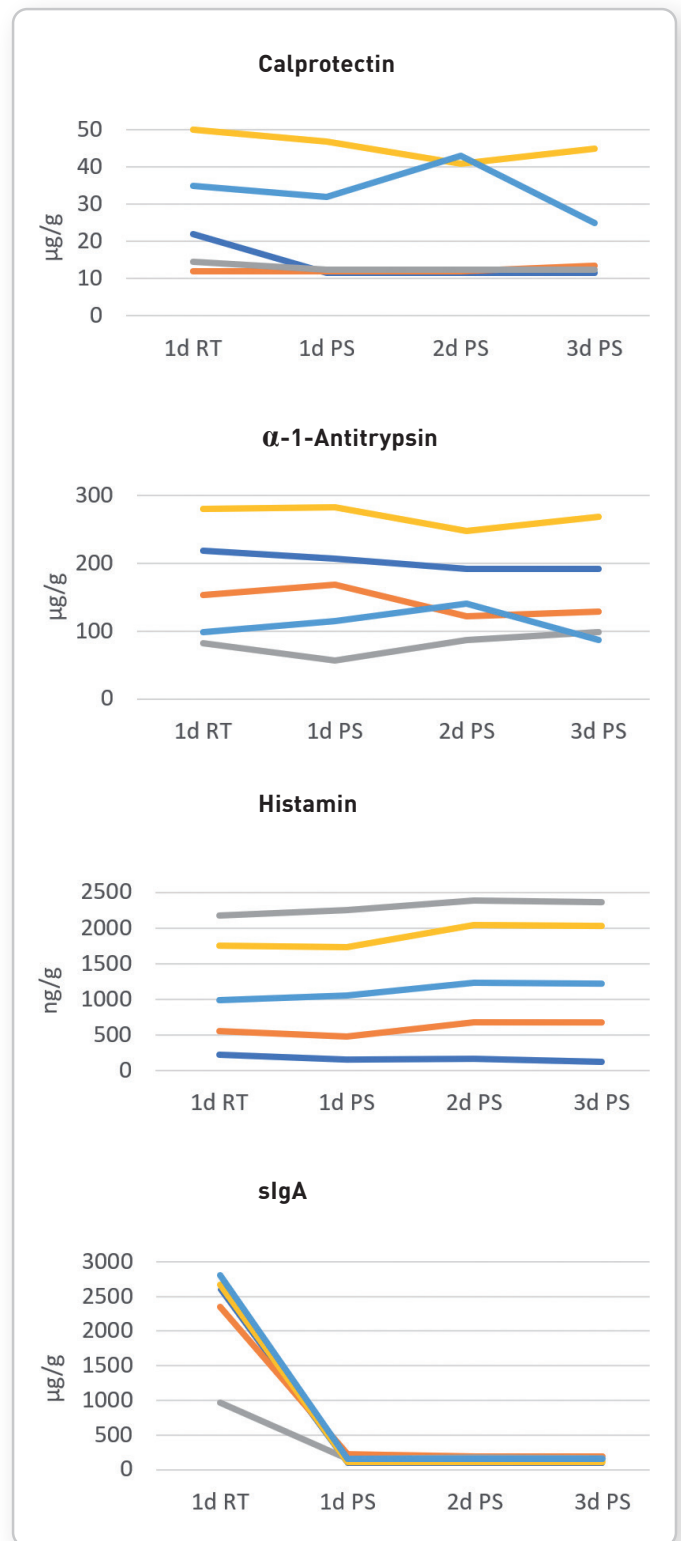 Calprotectin
50
40
30
20
10
0
µg/g
1d RT 1d PS 2d PS 3d PS
α-1-Antitrypsin
300
200
100
0
µg/g
1d RT 1d PS 2d PS 3d PS
Histamin
2500
2000
1500
1000
500
0
ng/g
1d RT 1d PS 2d PS 3d PS
sIgA
3000
2500
2000
1500
1000
500
0
µg/g
1d RT 1d PS 2d PS 3d PS